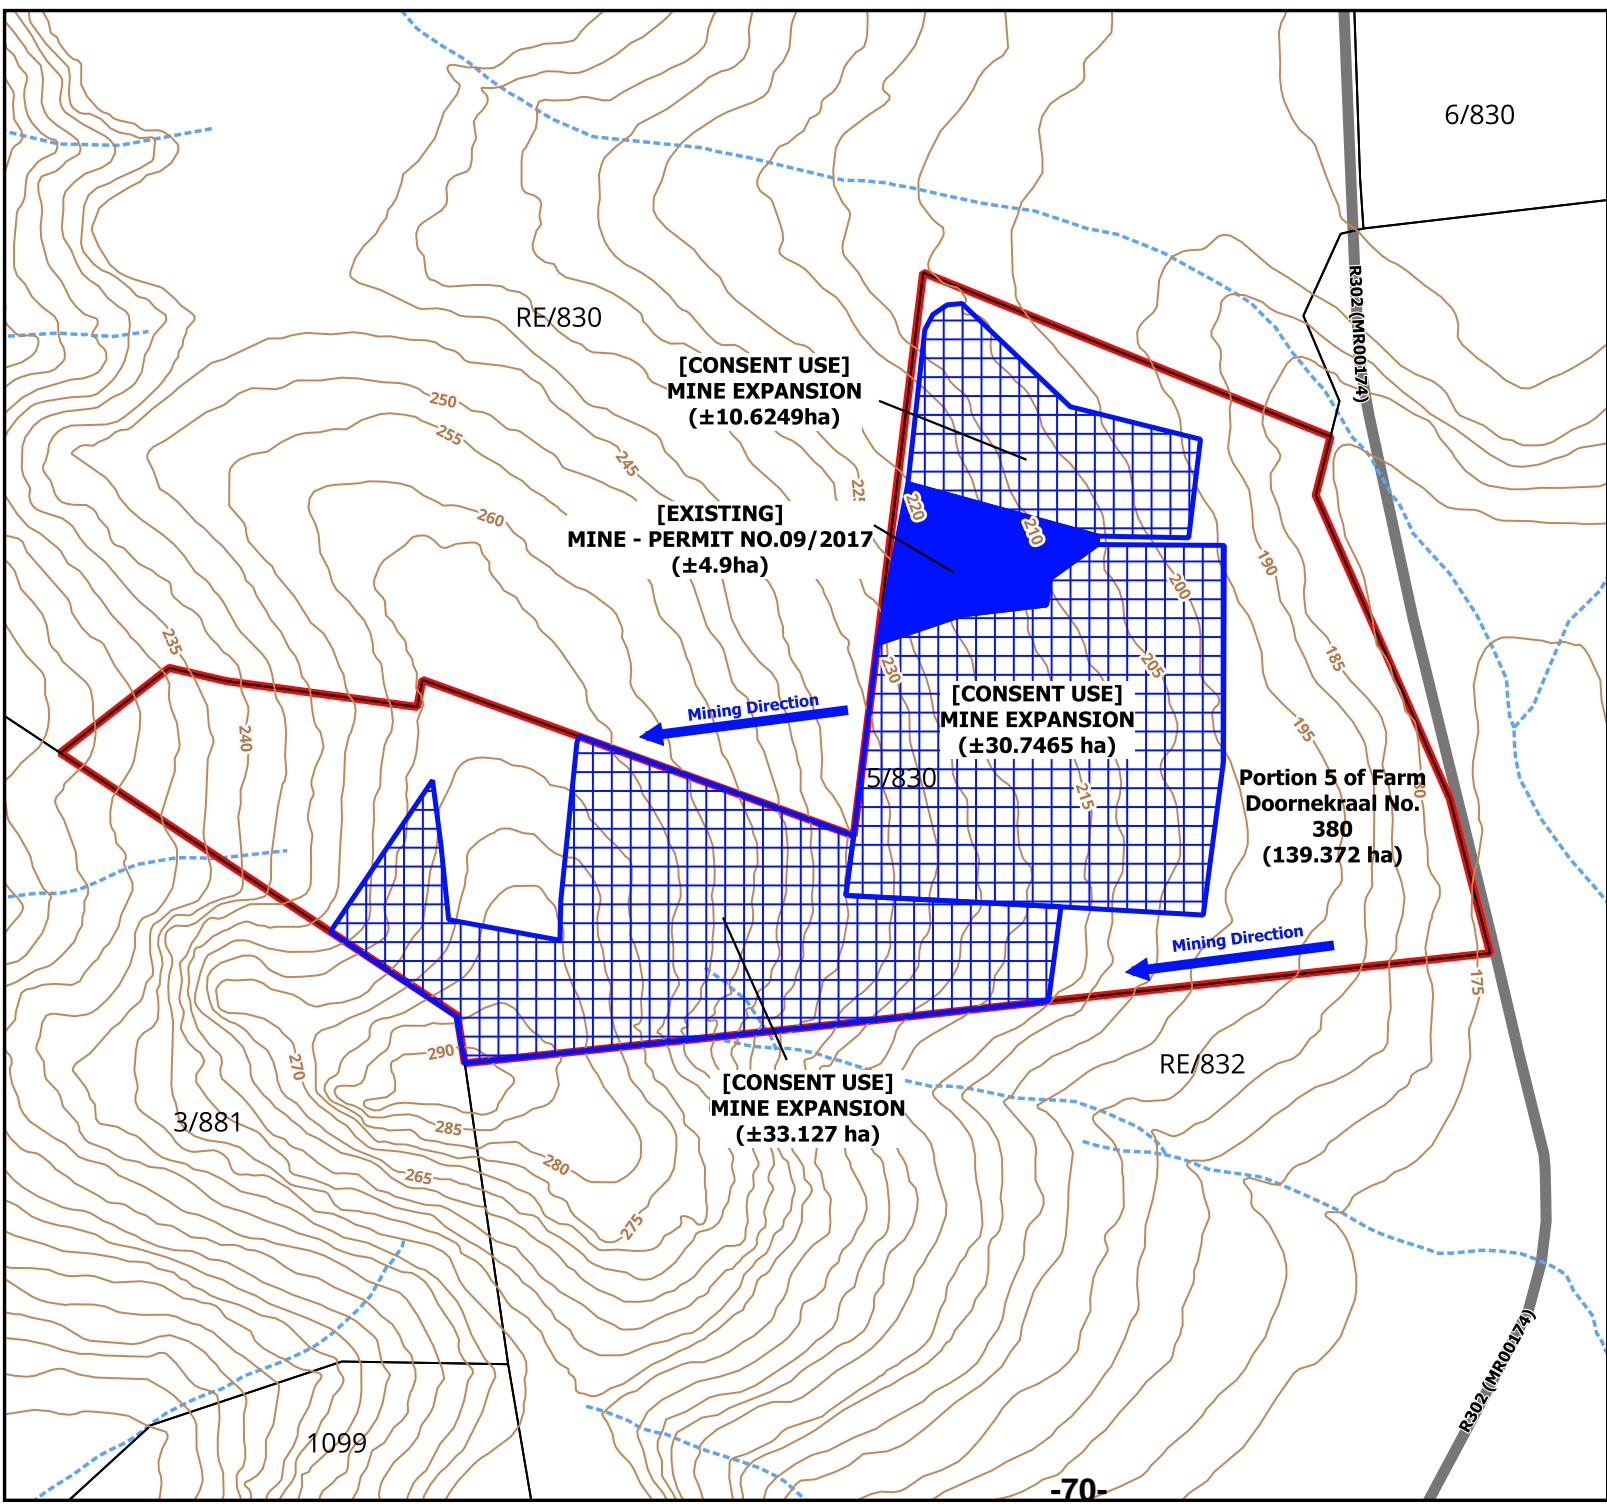 6/830
R302 (MR00174)
RE/830
[CONSENT USE]
MINE EXPANSION
(±10.6249ha)
250
255
245
225
260
220
210
[EXISTING]
MINE - PERMIT NO.09/2017
(±4.9ha)
190
200
235
230
205
185
[CONSENT USE]
MINE EXPANSION
(±30.7465 ha)
Mining Direction
240
195
5/830
215
Portion 5 of Farm
Doornekraal No.
380
(139.372 ha)
Mining Direction
175
290
270
RE/832
[CONSENT USE]
MINE EXPANSION
(±33.127 ha)
3/881
285
280
265
275
R302 (MR00174)
1099
-70-